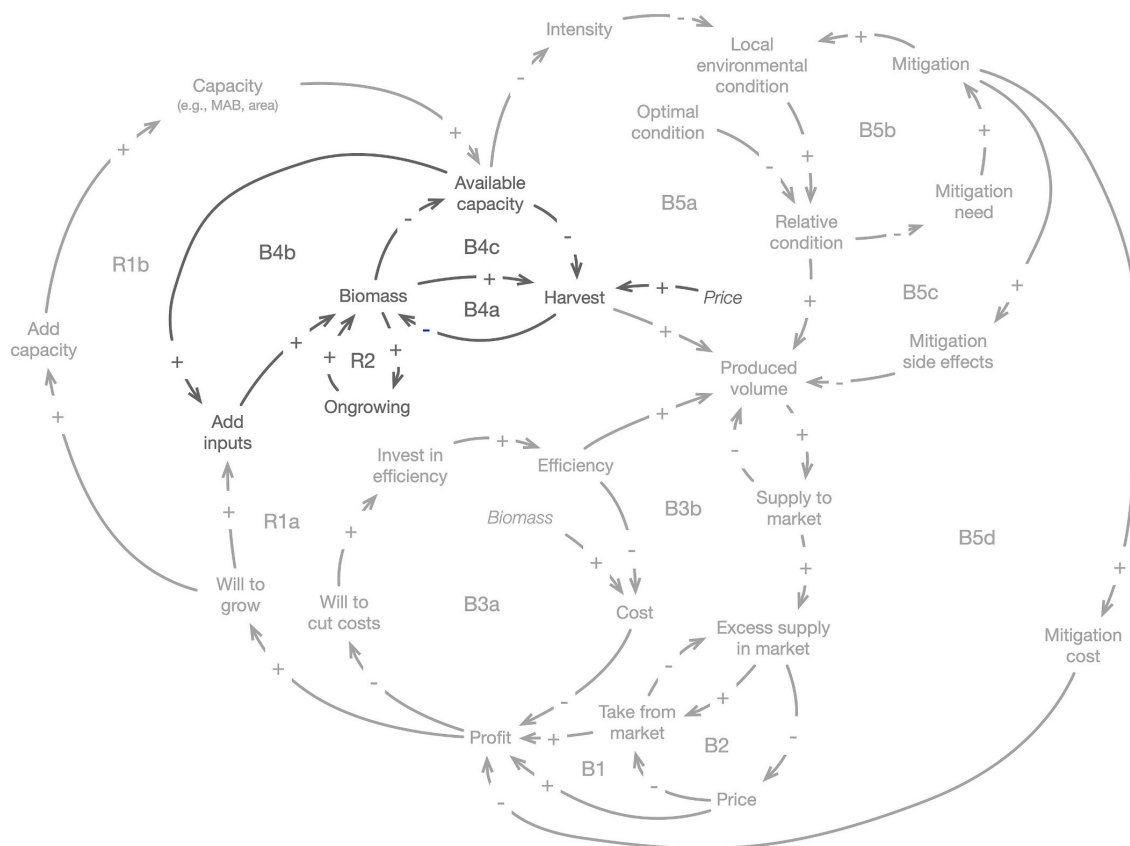 Intensity
Local
environmental
condition
Mitigation
Capacity
(e.g., MAB, area)
Optimal
condition
B5b
Available
capacity
Mitigation
need
B5a
Relative
condition
R1b
B4b
B4c
Biomass
Harvest
Price
B5c
B4a
Add
capacity
R2
Mitigation
side effects
Produced
volume
Ongrowing
Add
inputs
Invest in
efficiency
Efficiency
Supply to
market
R1a
Biomass
B3b
B5d
Will to
grow
Will to
cut costs
B3a
Cost
Excess supply
in market
Mitigation
cost
Take from
market
Profit
B2
B1
Price
+
-
-
+
+
-
+
+
-
+
-
-
-
+
+
+
+
-
+
+
+
+
+
-
+
+
+
-
+
+
-
+
+
-
+
+
+
-
-
+
-
-
+
-
+
-
-